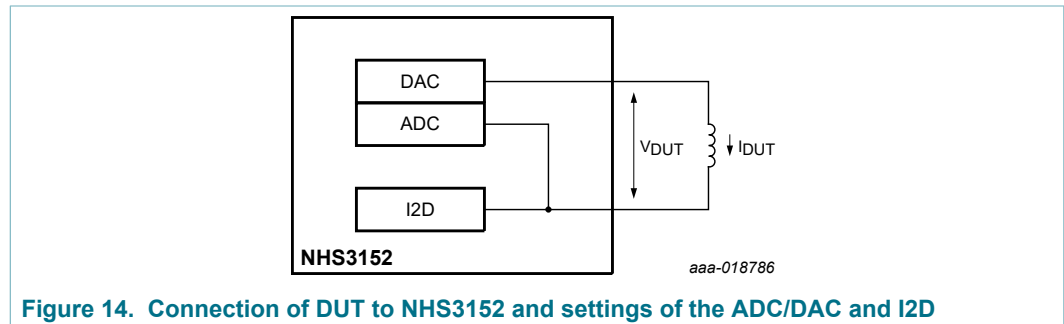 DAC
ADC
VDUT
IDUT
I2D
NHS3152
aaa-018786
Figure 14. Connection of DUT to NHS3152 and settings of the ADC/DAC and I2D